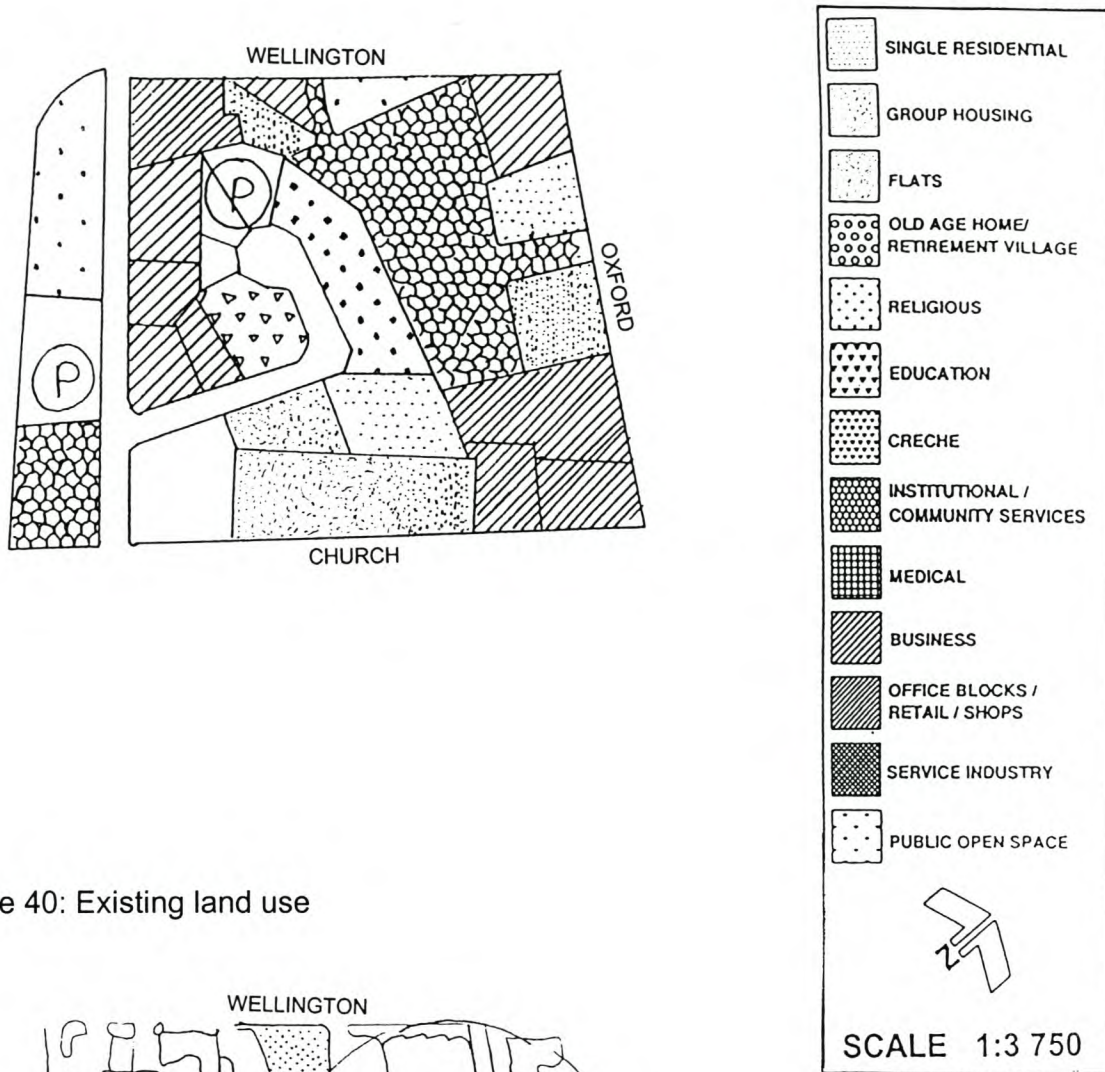 WELLINGTON
P
P
OXFORD
CHURCH
SINGLE RESIDENTIAL
GROUP HOUSING
FLATS
OLD AGE HOME/
RETIREMENT VILLAGE
RELIGIOUS
EDUCATION
CRECHE
INSTITUTIONAL /
COMMUNITY SERVICES
MEDICAL
BUSINESS
OFFICE BLOCKS /
RETAIL / SHOPS
SERVICE INDUSTRY
PUBLIC OPEN SPACE
N
SCALE 1:3 750
e 40: Existing land use
WELLINGTON